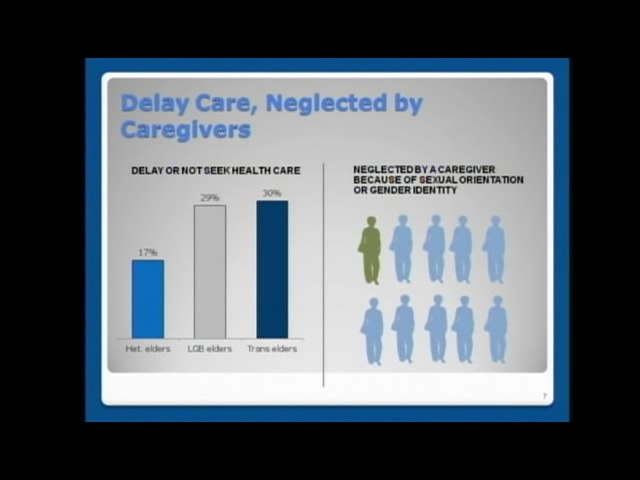 Delay Care, Neglected by
Caregivers
DELAY OR NOT SEEK HEALTH CARE
29%
30%
17%
Het. elders
LGB elders
Trans elders
NEGLECTED BY A CAREGIVER
BECAUSE OF SEXUAL ORIENTATION
OR GENDER IDENTITY
7